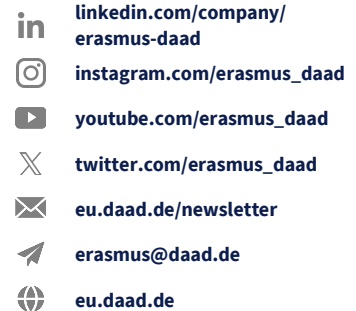 linkedin.com/company/
erasmus-daad
instagram.com/erasmus_daad
youtube.com/erasmus_daad
twitter.com/erasmus_daad
eu.daad.de/newsletter
erasmus@daad.de
eu.daad.de